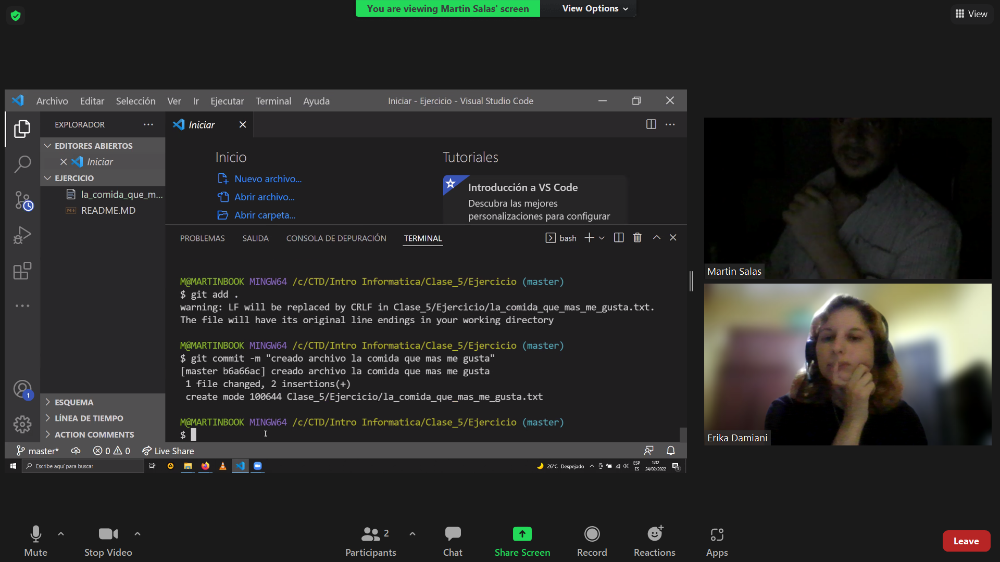 You are viewing Martin Salas' screen
View Options
View
Archivo Editar Selección Ver Ir Ejecutar Terminal Ayuda
Iniciar - Ejercicio - Visual Studio Code
EXPLORADOR
Iniciar
EDITORES ABIERTOS
Iniciar
EJERCICIO
la_comida_que_m...
README.MD
Inicio
Nuevo archivo...
Abrir archivo...
Abrir carpeta...
Tutoriales
Introducción a VS Code
Descubra las mejores
personalizaciones para configurar
PROBLEMAS SALIDA CONSOLA DE DEPURACIÓN TERMINAL
bash
M@MARTINBOOK MINGW64 /c/CTD/Intro Informatica/Clase_5/Ejercicio (master)
$ git add .
warning: LF will be replaced by CRLF in Clase_5/Ejercicio/la_comida_que_mas_me_gusta.txt.
The file will have its original line endings in your working directory
M@MARTINBOOK MINGW64 /c/CTD/Intro Informatica/Clase_5/Ejercicio (master)
$ git commit -m "creado archivo la comida que mas me gusta"
[master b6a66ac] creado archivo la comida que mas me gusta
1 file changed, 2 insertions(+)
create mode 100644 Clase_5/Ejercicio/la_comida_que_mas_me_gusta.txt
M@MARTINBOOK MINGW64 /c/CTD/Intro Informatica/Clase_5/Ejercicio (master)
$
1
ESQUEMA
LÍNEA DE TIEMPO
ACTION COMMENTS
master* 0 0 Live Share
Escribe aquí para buscar
26°C Despejado
ESP
ES
1:32
24/02/2022
1
Martin Salas
Erika Damiani
Mute
Stop Video
2
Participants
Chat
Share Screen
Record
Reactions
Apps
Leave